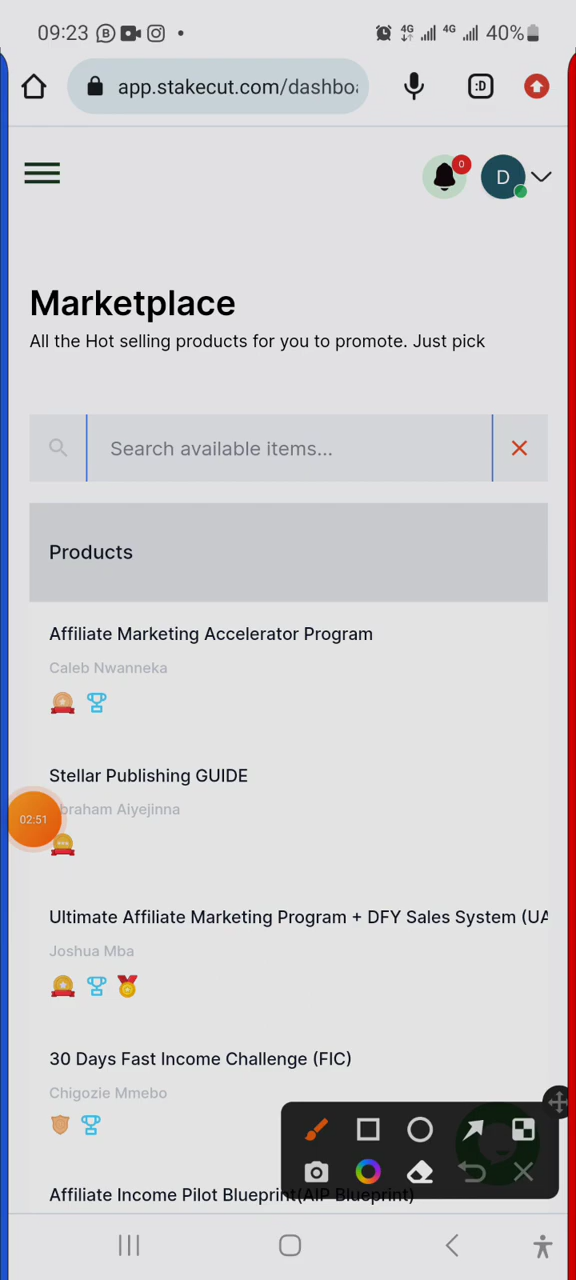 09:23
4G 4G 40%
app.stakecut.com/dashbo
:D
0
D
Marketplace
All the Hot selling products for you to promote. Just pick
Search available items...
Products
Affiliate Marketing Accelerator Program
Caleb Nwanneka
Stellar Publishing GUIDE
braham Aiyejinna
02:51
Ultimate Affiliate Marketing Program + DFY Sales System (UA
Joshua Mba
30 Days Fast Income Challenge (FIC)
Chigozie Mmebo
Affiliate Income Pilot Blueprint(AIP Blueprint)